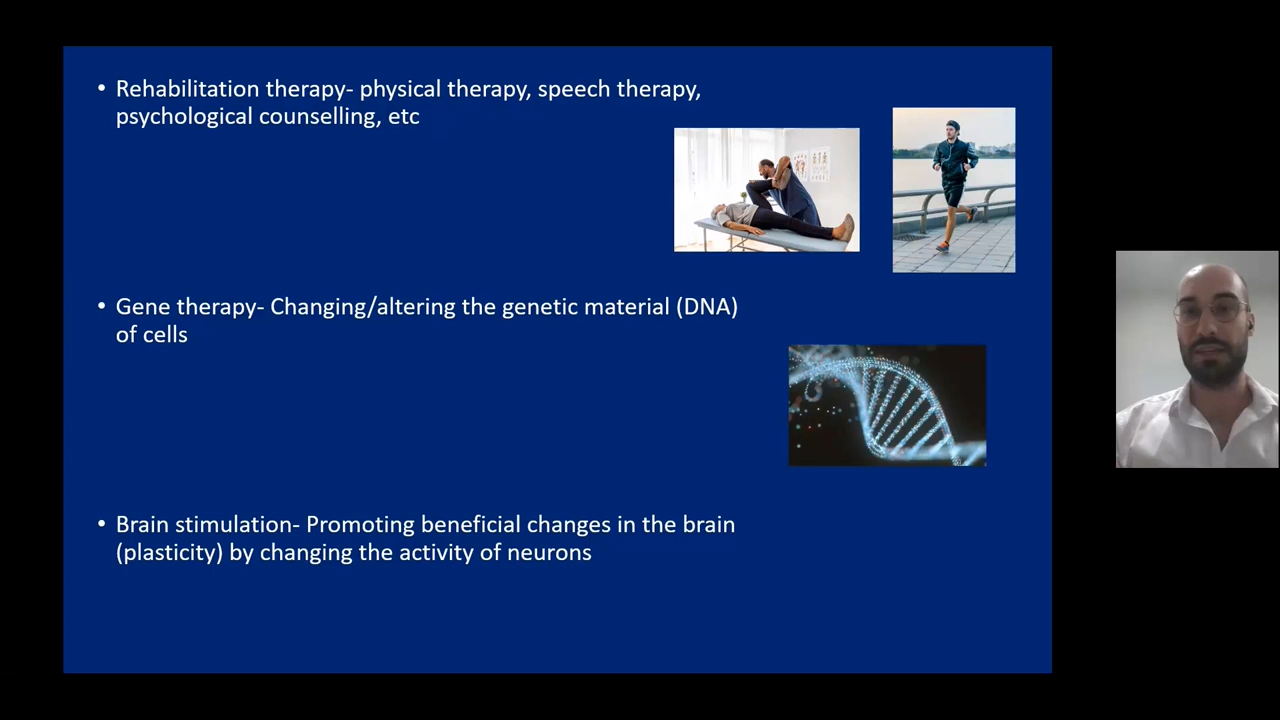 • Rehabilitation therapy- physical therapy, speech therapy,
psychological counselling, etc
• Gene therapy- Changing/altering the genetic material (DNA)
of cells
• Brain stimulation- Promoting beneficial changes in the brain
(plasticity) by changing the activity of neurons